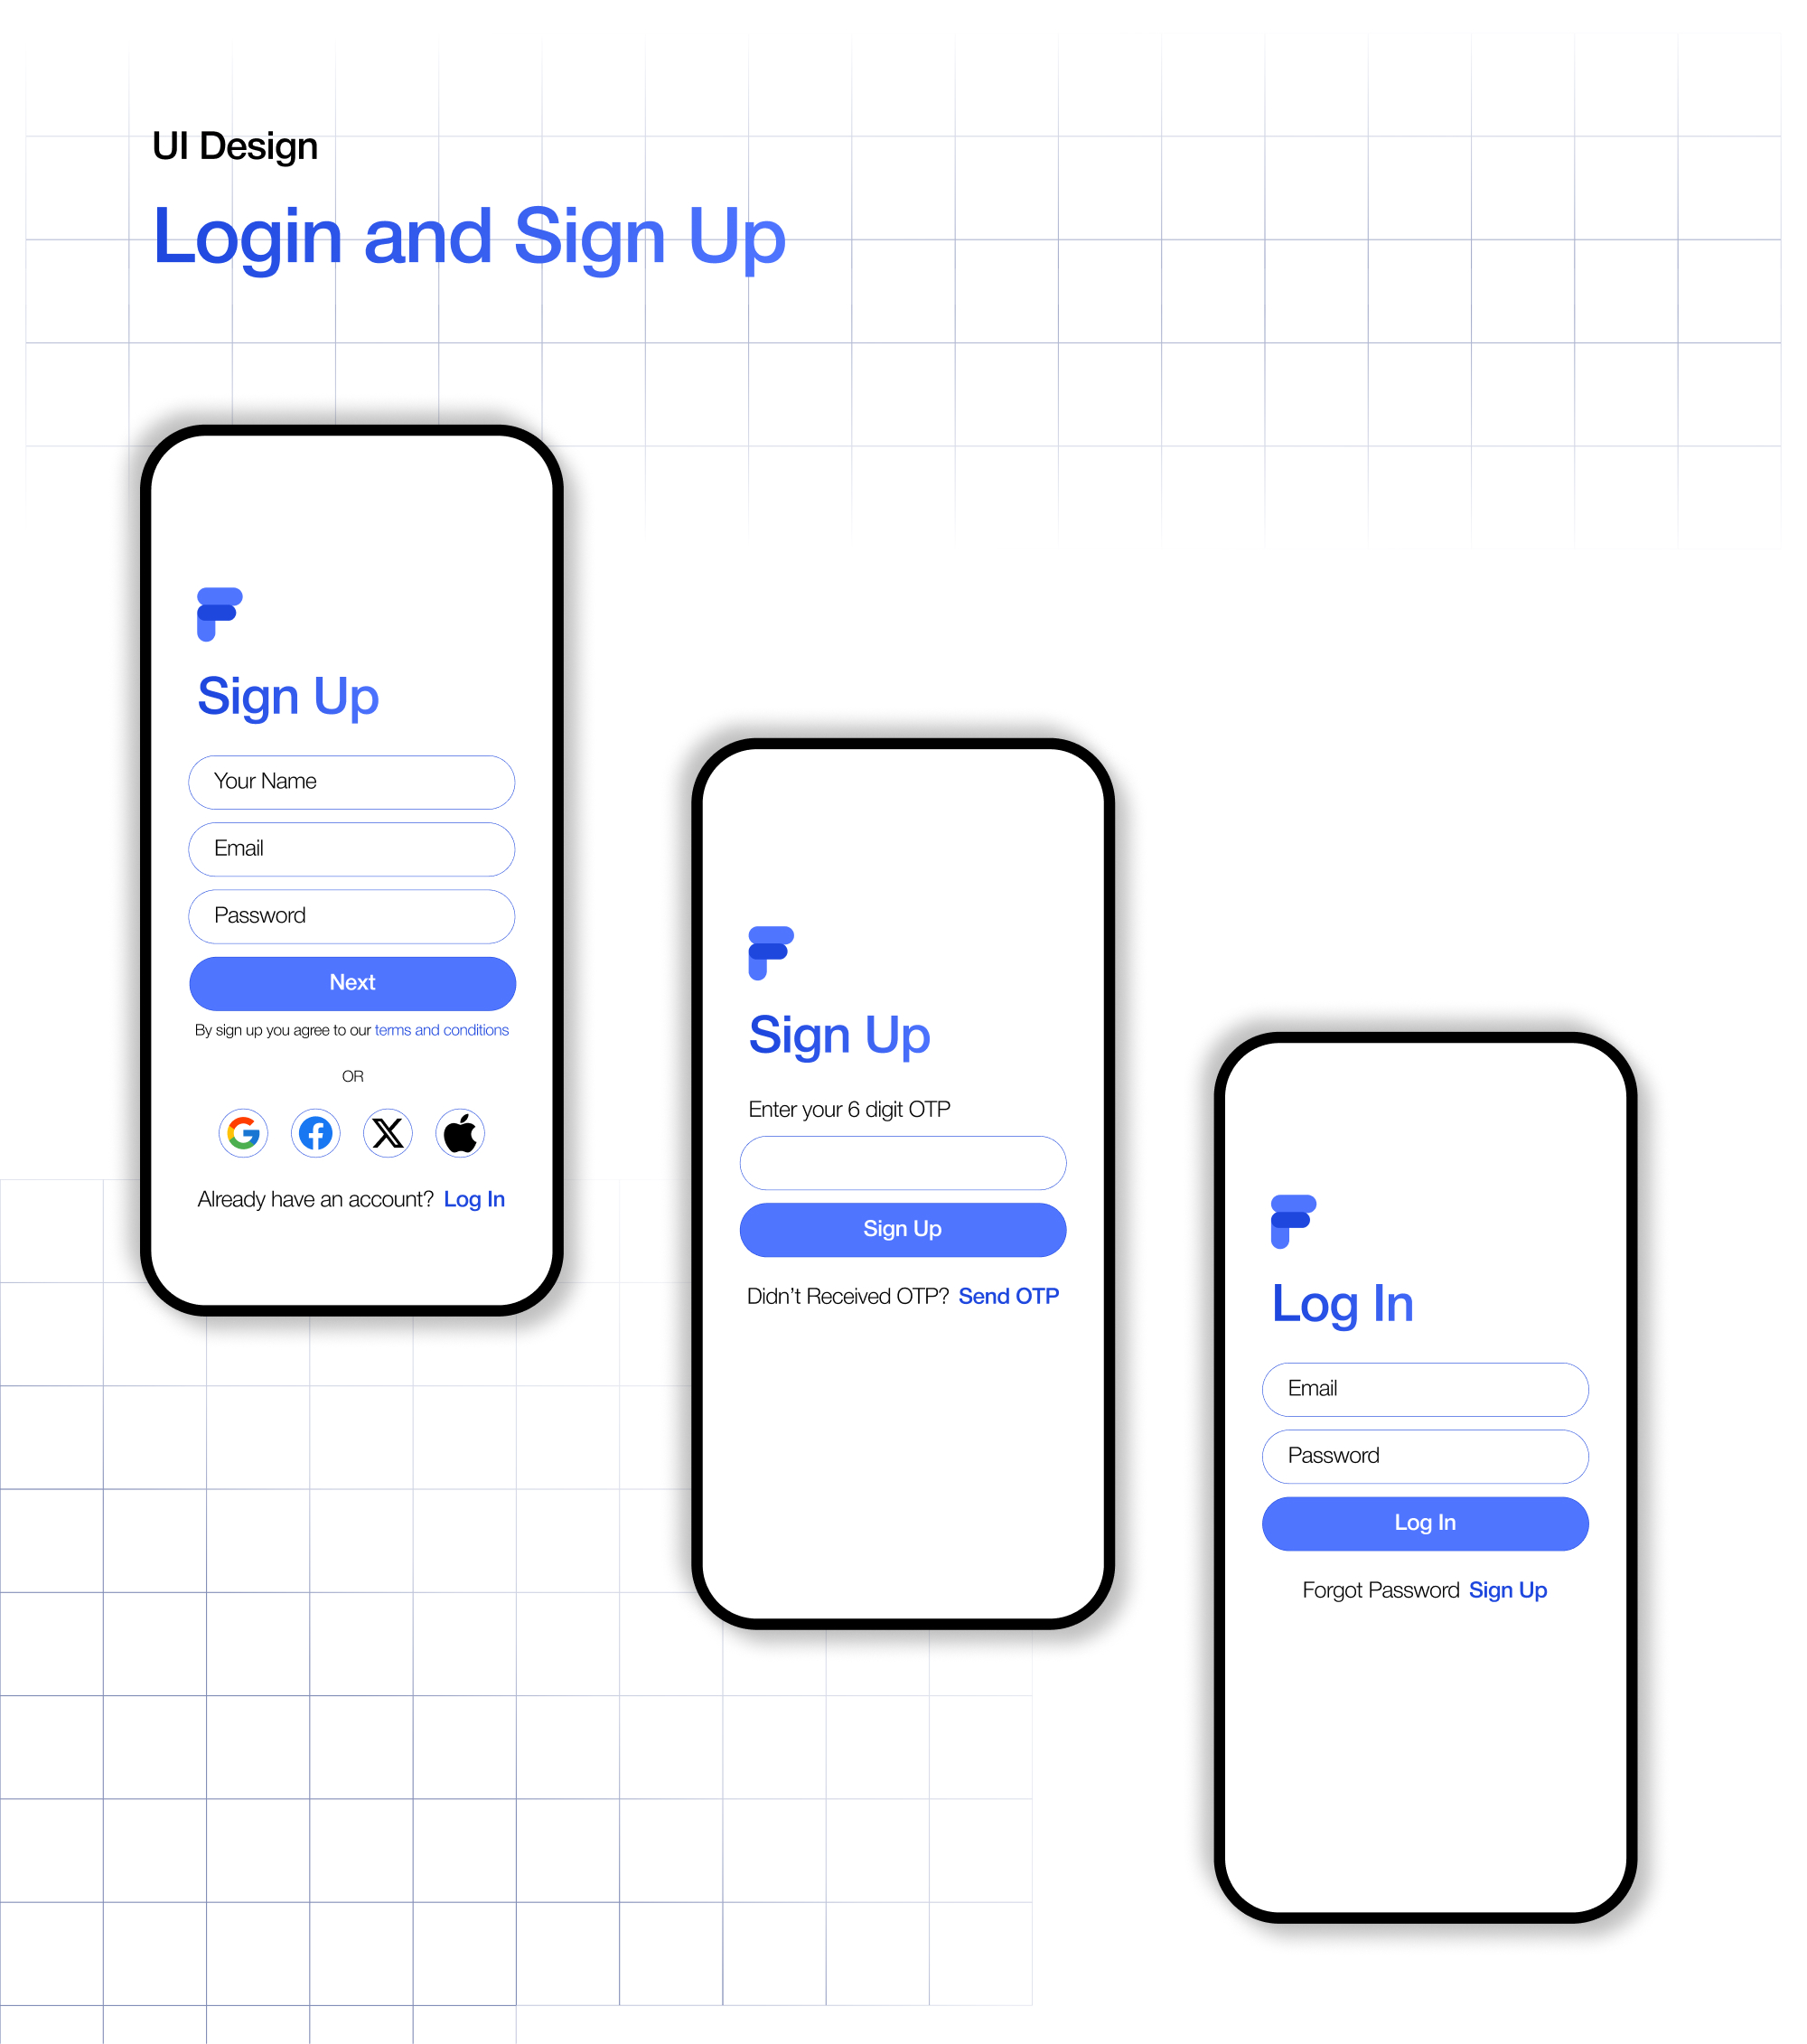 UI Design
Login and Sign Up
Sign Up
Your Name
Email
Password
Next
By sign up you agree to our terms and conditions
OR
Already have an account? Log In
Sign Up
Enter your 6 digit OTP
Sign Up
Didn’t Received OTP? Send OTP
Log In
Email
Password
Log In
Forgot Password Sign Up